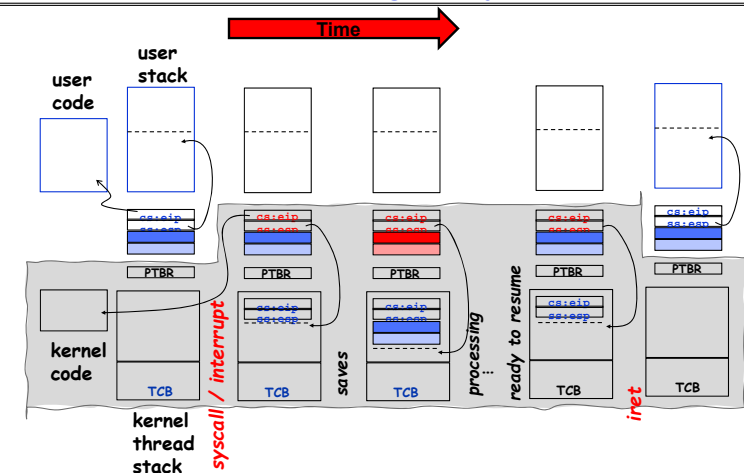 Time
user
stack
user
code
cs:eip
ss:esp
cs:eip
ss:esp
cs:eip
ss:esp
cs:eip
ss:esp
cs:eip
ss:esp
PTBR
PTBR
PTBR
PTBR
PTBR
cs:eip
ss:esp
cs:eip
ss:esp
cs:eip
ss:esp
kernel
code
TCB
TCB
TCB
TCB
TCB
syscall / interrupt
saves
processing
...
ready to resume
iret
kernel
thread
stack